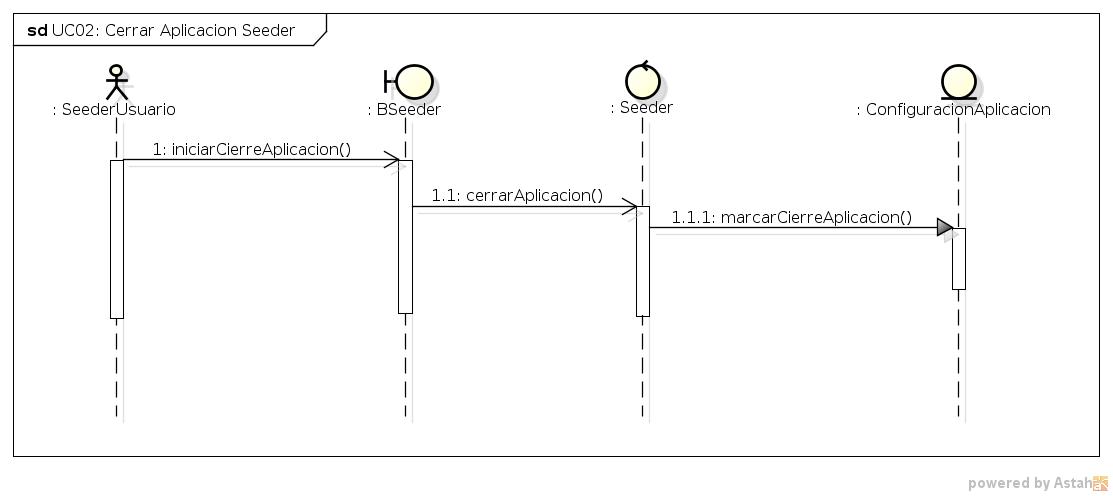 sd UC02: Cerrar Aplicacion Seeder
: SeederUsuario
: BSeeder
: Seeder
: ConfiguracionAplicacion
1: iniciarCierreAplicacion()
1.1: cerrarAplicacion()
1.1.1: marcarCierreAplicacion()
powered by Astah